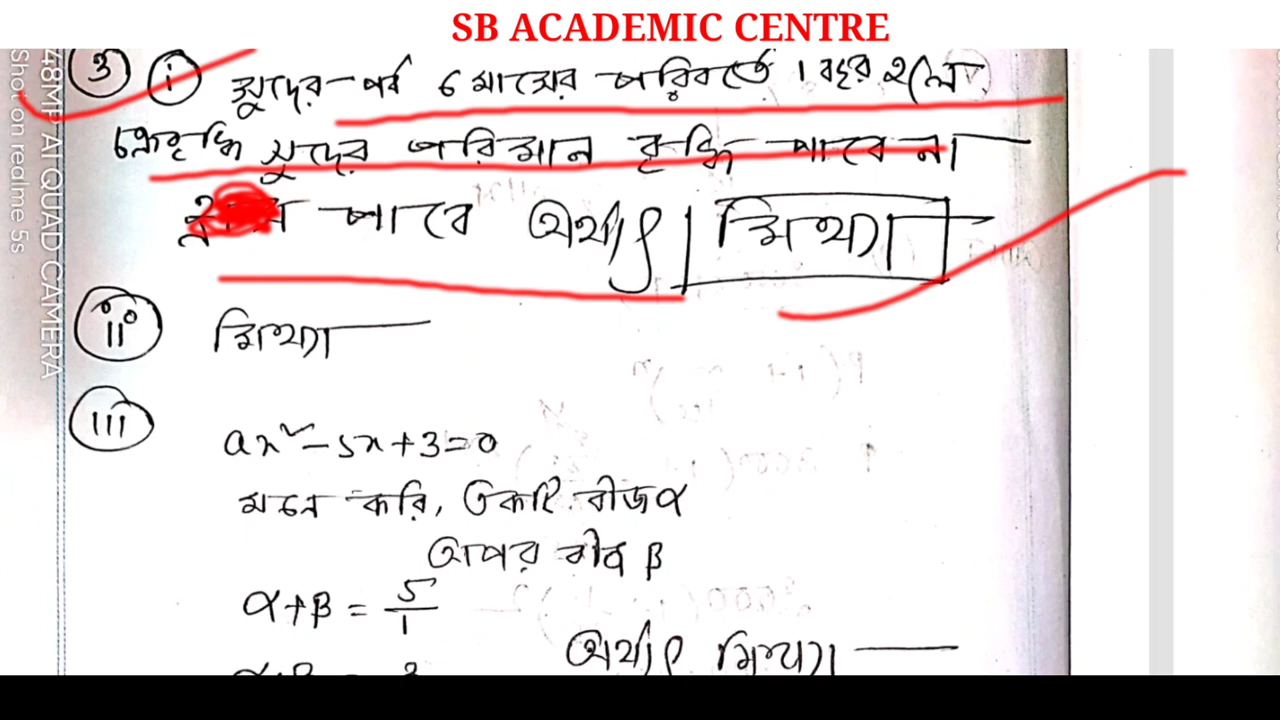 SB ACADEMIC CENTRE
3 i সুদের-পর্ব 6 মাসের পরিবর্তে 1 বছর হলে
চক্রবৃদ্ধি সুদের পরিমান বৃদ্ধি পাবে না
পাবে অর্থাৎ মিথ্যা
ii মিথ্যা
iii
ax²-5x+3=0
মনে করি, একটি বীজ α
অপর বীজ β
α+β = 5/1
অর্থাৎ মিথ্যা
48MP AI QUAD CAMERA
Shot on realme 5s